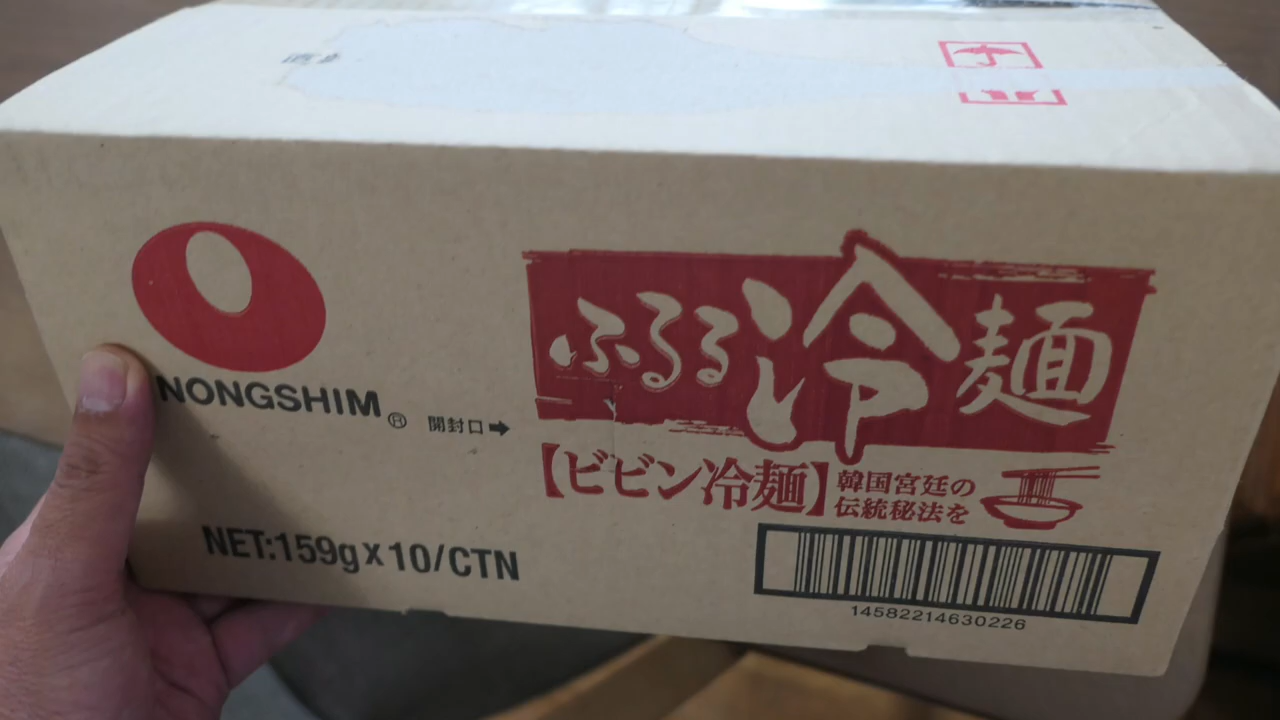 NONGSHIM
®
開封口➡
ふるる冷麺
【ビビン冷麺】
韓国宮廷の
伝統秘法を
NET:159g x 10/CTN
14582214630226